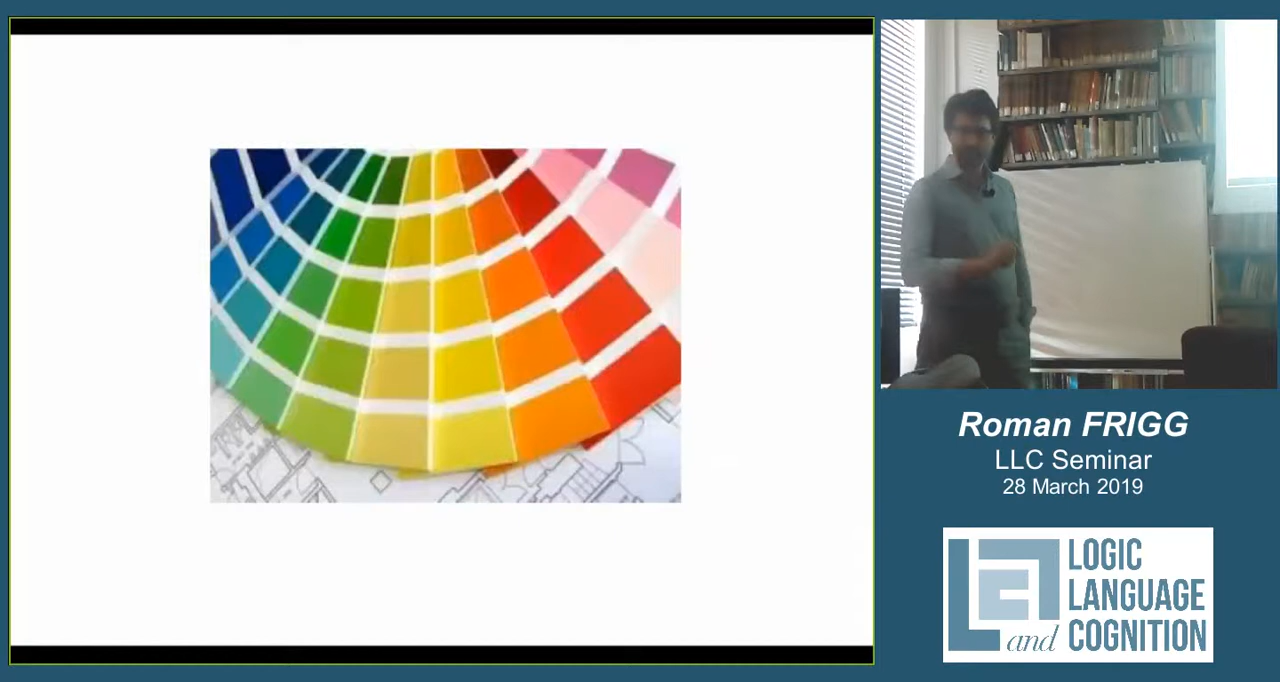 Roman FRIGG
LLC Seminar
28 March 2019
LOGIC
LANGUAGE
and COGNITION